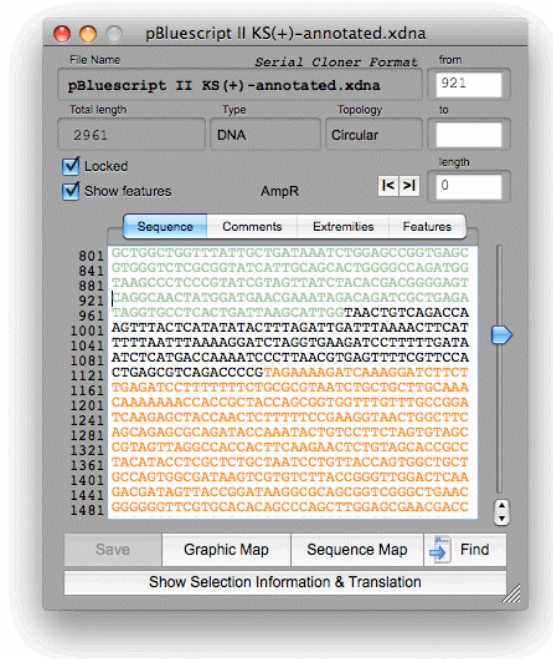 pBluescript II KS(+)-annotated.xdna
File Name Serial Cloner Format from
pBluescript II KS(+)-annotated.xdna 921
Total length Type Topology to
2961 DNA Circular
Locked length
Show features AmpR |< >| 0
Sequence Comments Extremities Features
801 GCTGGCTGGTTTATTGCTGATAAATCTGGAGCCGGTGAGC
841 GTGGGTCTCGCGGTATCATTGCAGCACTGGGGCCAGATGG
881 TAAGCCCTCCCGTATCGTAGTTATCTACACGACGGGGAGT
921 CAGGCAACTATGGATGAACGAAATAGACAGATCGCTGAGA
961 TAGGTGCCTCACTGATTAAGCATTGGTAACTGTCAGACCA
1001 AGTTTACTCATATATACTTTAGATTGATTTAAAACTTCAT
1041 TTTTAATTTAAAAGGATCTAGGTGAAGATCCTTTTTGATA
1081 ATCTCATGACCAAAATCCCTTAACGTGAGTTTTCGTTCCA
1121 CTGAGCGTCAGACCCCGTAGAAAAGATCAAAGGATCTTCT
1161 TGAGATCCTTTTTTTCTGCGCGTAATCTGCTGCTTGCAAA
1201 CAAAAAAACCACCGCTACCAGCGGTGGTTTGTTTGCCGGA
1241 TCAAGAGCTACCAACTCTTTTTCCGAAGGTAACTGGCTTC
1281 AGCAGAGCGCAGATACCAAATACTGTCCTTCTAGTGTAGC
1321 CGTAGTTAGGCCACCACTTCAAGAACTCTGTAGCACCGCC
1361 TACATACCTCGCTCTGCTAATCCTGTTACCAGTGGCTGCT
1401 GCCAGTGGCGATAAGTCGTGTCTTACCGGGTTGGACTCAA
1441 GACGATAGTTACCGGATAAGGCGCAGCGGTCGGGCTGAAC
1481 GGGGGGTTCGTGCACACAGCCCAGCTTGGAGCGAACGACC
Save Graphic Map Sequence Map Find
Show Selection Information & Translation